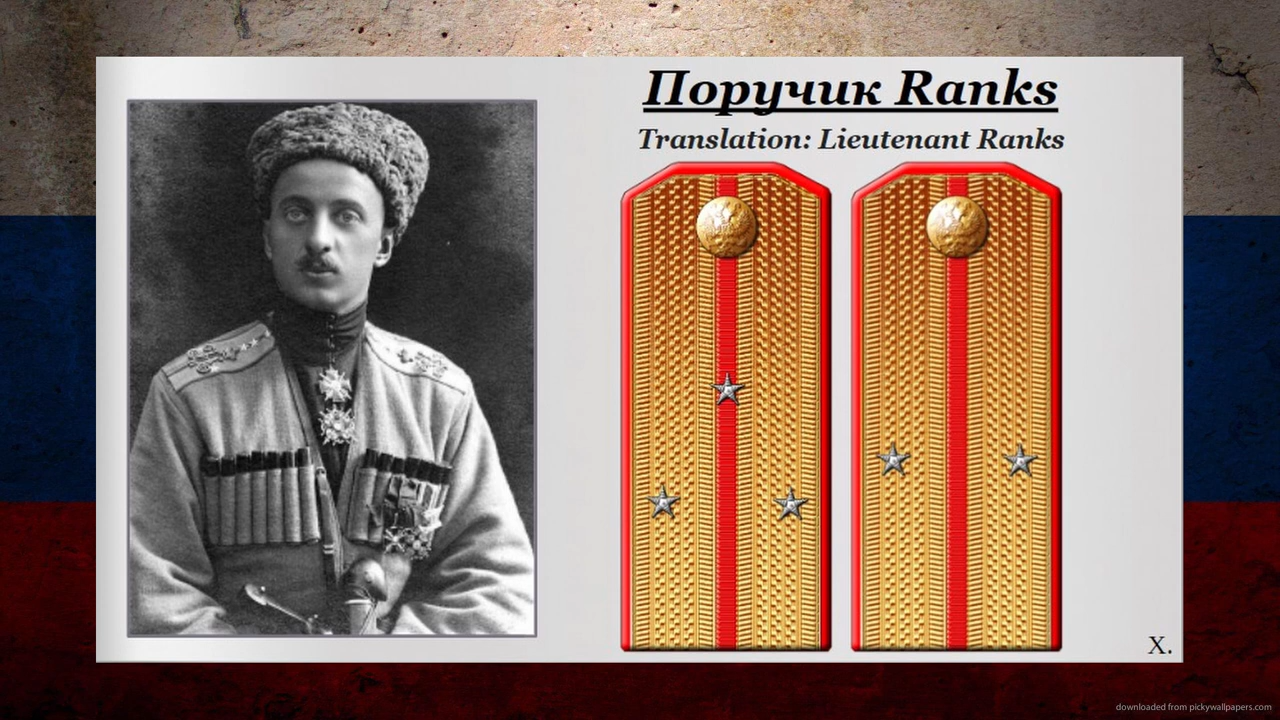 Поручик Ranks
Translation: Lieutenant Ranks
X.
downloaded from pickywallpapers.com